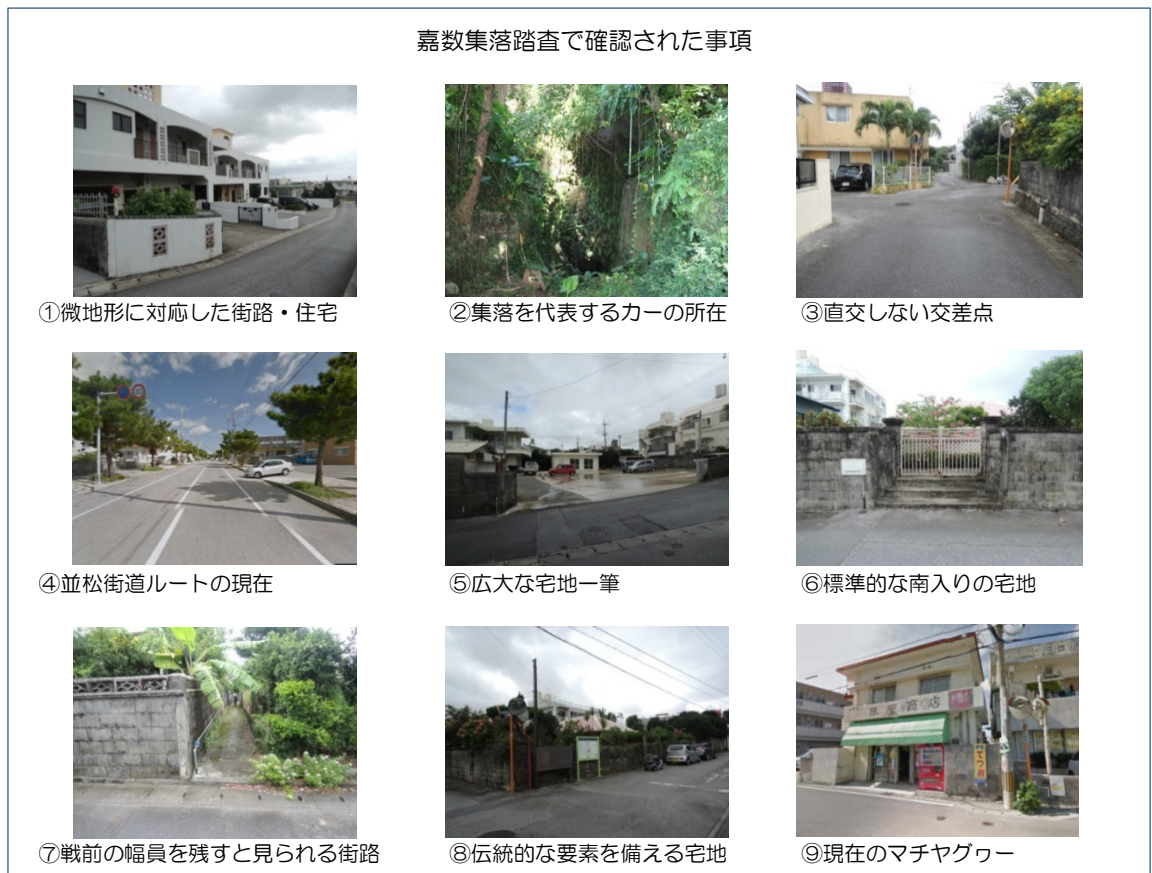 嘉数集落踏査で確認された事項
①微地形に対応した街路・住宅
②集落を代表するカーの所在
③直交しない交差点
④並松街道ルートの現在
⑤広大な宅地一筆
⑥標準的な南入りの宅地
⑦戦前の幅員を残すと見られる街路
⑧伝統的な要素を備える宅地
⑨現在のマチヤグヮー